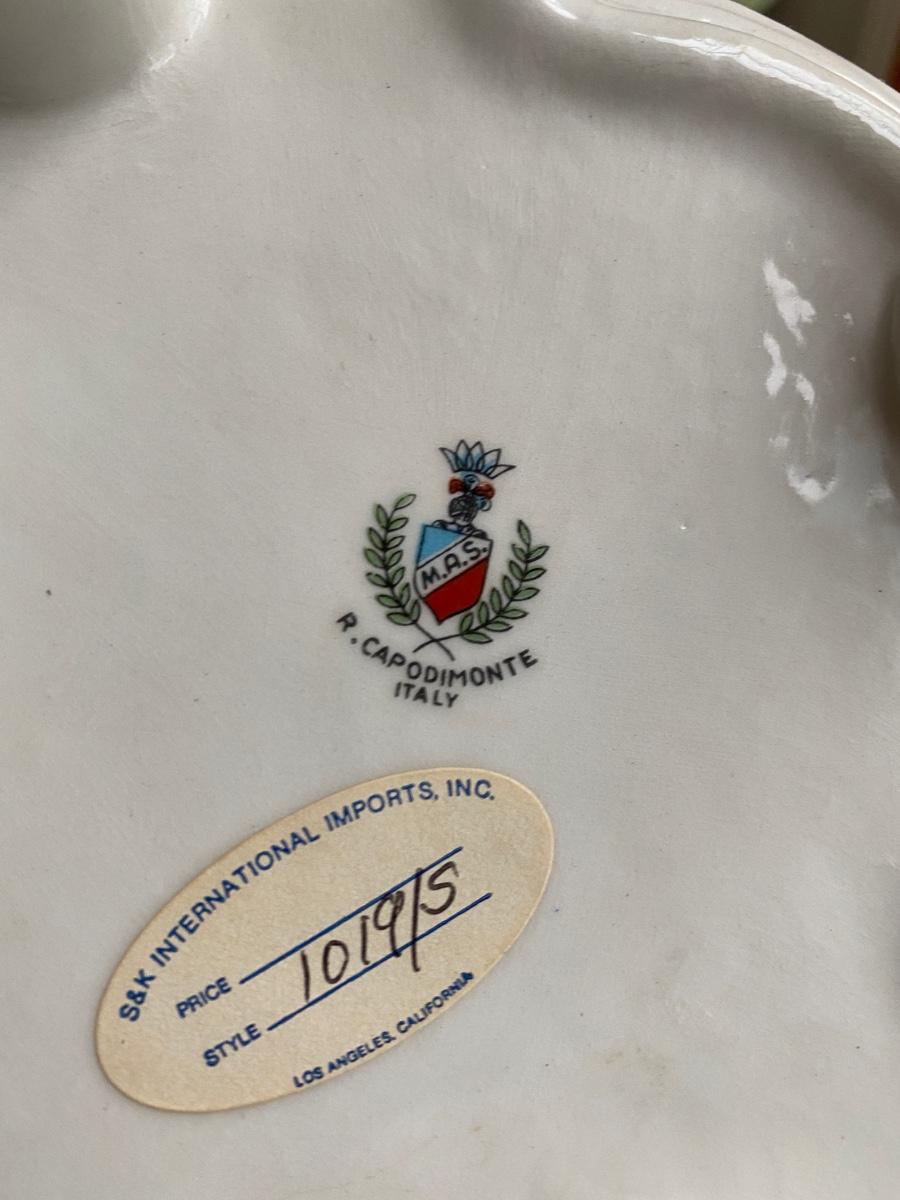 M.A.S.
R. CAPODIMONTE
ITALY
S&K INTERNATIONAL IMPORTS, INC.
PRICE
1019/5
STYLE
LOS ANGELES, CALIFORNIA